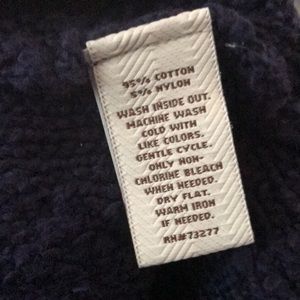 95% COTTON
5% NYLON
WASH INSIDE OUT.
MACHINE WASH
COLD WITH
LIKE COLORS.
GENTLE CYCLE.
ONLY NON-
CHLORINE BLEACH
WHEN NEEDED.
DRY FLAT.
WARM IRON
IF NEEDED.
RN#73277